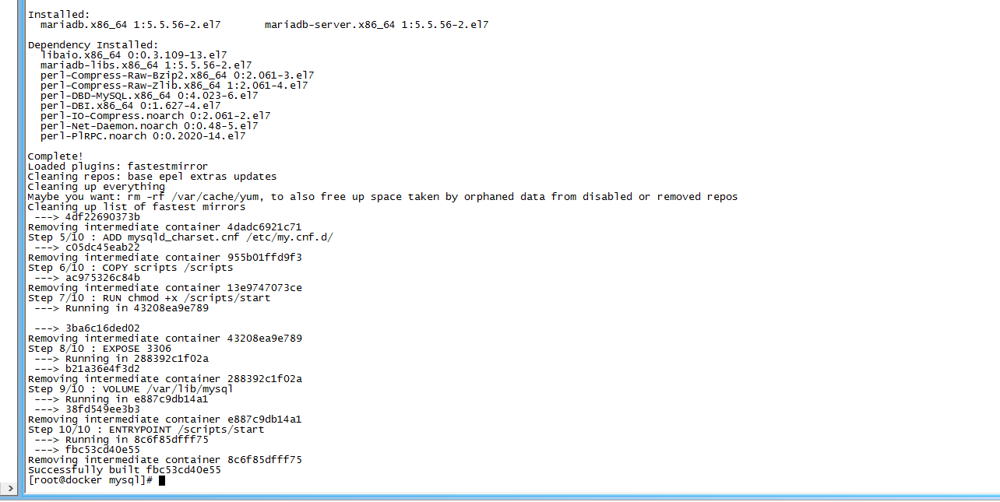 Installed:
  mariadb.x86_64 1:5.5.56-2.el7       mariadb-server.x86_64 1:5.5.56-2.el7

Dependency Installed:
  libaio.x86_64 0:0.3.109-13.el7
  mariadb-libs.x86_64 1:5.5.56-2.el7
  perl-Compress-Raw-Bzip2.x86_64 0:2.061-3.el7
  perl-Compress-Raw-Zlib.x86_64 1:2.061-4.el7
  perl-DBD-MySQL.x86_64 0:4.023-6.el7
  perl-DBI.x86_64 0:1.627-4.el7
  perl-IO-Compress.noarch 0:2.061-2.el7
  perl-Net-Daemon.noarch 0:0.48-5.el7
  perl-PlRPC.noarch 0:0.2020-14.el7

Complete!
Loaded plugins: fastestmirror
Cleaning repos: base epel extras updates
Cleaning up everything
Maybe you want: rm -rf /var/cache/yum, to also free up space taken by orphaned data from disabled or removed repos
Cleaning up list of fastest mirrors
 ---> 4df22690373b
Removing intermediate container 4dadc6921c71
Step 5/10 : ADD mysqld_charset.cnf /etc/my.cnf.d/
 ---> c05dc45eab22
Removing intermediate container 955b01ffd9f3
Step 6/10 : COPY scripts /scripts
 ---> ac975326c84b
Removing intermediate container 13e9747073ce
Step 7/10 : RUN chmod +x /scripts/start
 ---> Running in 43208ea9e789

 ---> 3ba6c16ded02
Removing intermediate container 43208ea9e789
Step 8/10 : EXPOSE 3306
 ---> Running in 288392c1f02a
 ---> b21a36e4f3d2
Removing intermediate container 288392c1f02a
Step 9/10 : VOLUME /var/lib/mysql
 ---> Running in e887c9db14a1
 ---> 38fd549ee3b3
Removing intermediate container e887c9db14a1
Step 10/10 : ENTRYPOINT /scripts/start
 ---> Running in 8c6f85dfff75
 ---> fbc53cd40e55
Removing intermediate container 8c6f85dfff75
Successfully built fbc53cd40e55
[root@docker mysql]#